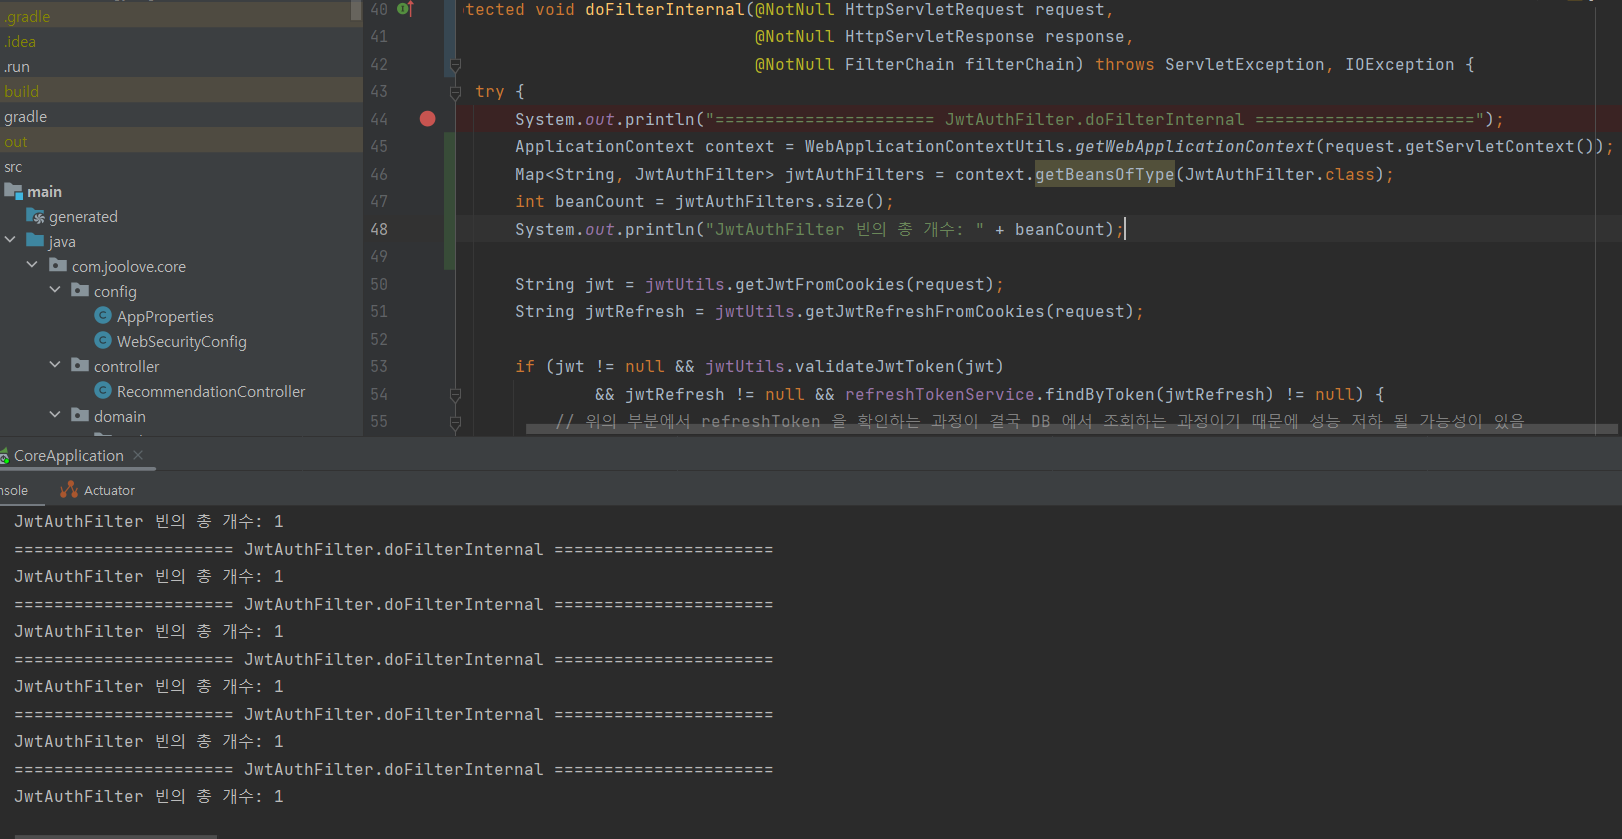 .gradle
.idea
.run
build
gradle
out
src
main
generated
java
com.joolove.core
config
AppProperties
WebSecurityConfig
controller
RecommendationController
domain
40 tected void doFilterInternal(@NotNull HttpServletRequest request,
41 @NotNull HttpServletResponse response,
42 @NotNull FilterChain filterChain) throws ServletException, IOException {
43 try {
44 System.out.println("====================== JwtAuthFilter.doFilterInternal ======================");
45 ApplicationContext context = WebApplicationContextUtils.getWebApplicationContext(request.getServletContext());
46 Map<String, JwtAuthFilter> jwtAuthFilters = context.getBeansOfType(JwtAuthFilter.class);
47 int beanCount = jwtAuthFilters.size();
48 System.out.println("JwtAuthFilter 빈의 총 개수: " + beanCount);
49
50 String jwt = jwtUtils.getJwtFromCookies(request);
51 String jwtRefresh = jwtUtils.getJwtRefreshFromCookies(request);
52
53 if (jwt != null && jwtUtils.validateJwtToken(jwt)
54 && jwtRefresh != null && refreshTokenService.findByToken(jwtRefresh) != null) {
55 // 위의 부분에서 refreshToken 을 확인하는 과정이 결국 DB 에서 조회하는 과정이기 때문에 성능 저하 될 가능성이 있음
CoreApplication
nsole Actuator
JwtAuthFilter 빈의 총 개수: 1
====================== JwtAuthFilter.doFilterInternal ======================
JwtAuthFilter 빈의 총 개수: 1
====================== JwtAuthFilter.doFilterInternal ======================
JwtAuthFilter 빈의 총 개수: 1
====================== JwtAuthFilter.doFilterInternal ======================
JwtAuthFilter 빈의 총 개수: 1
====================== JwtAuthFilter.doFilterInternal ======================
JwtAuthFilter 빈의 총 개수: 1
====================== JwtAuthFilter.doFilterInternal ======================
JwtAuthFilter 빈의 총 개수: 1